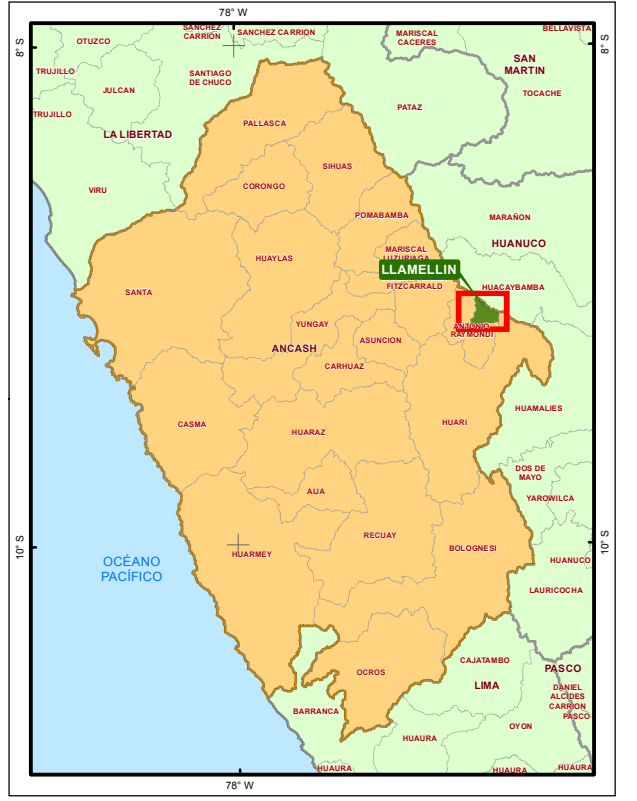 78° W
8° S
8° S
OTUZCO
SANCHEZ
CARRIÓN
SANCHEZ CARRION
MARISCAL
CACERES
BELLAVISTA
TRUJILLO
JULCAN
SANTIAGO
DE CHUCO
SAN
MARTIN
TOCACHE
TRUJILLO
LA LIBERTAD
PATAZ
PALLASCA
SIHUAS
VIRU
CORONGO
POMABAMBA
MARAÑON
HUANUCO
MARISCAL
LUZURIAGA
HUAYLAS
LLAMELLIN
FITZCARRALD
HUACAYBAMBA
SANTA
YUNGAY
ANTONIO
RAYMONDI
ASUNCION
ANCASH
CARHUAZ
HUAMALIES
CASMA
HUARAZ
HUARI
DOS DE
MAYO
YAROWILCA
AIJA
RECUAY
BOLOGNESI
10° S
10° S
HUARMEY
OCÉANO
PACÍFICO
HUANUCO
LAURICOCHA
OCROS
CAJATAMBO
LIMA
PASCO
DANIEL
ALCIDES
CARRION
PASCO
BARRANCA
OYON
HUAURA
HUAURA
HUAURA
HUAURA
78° W